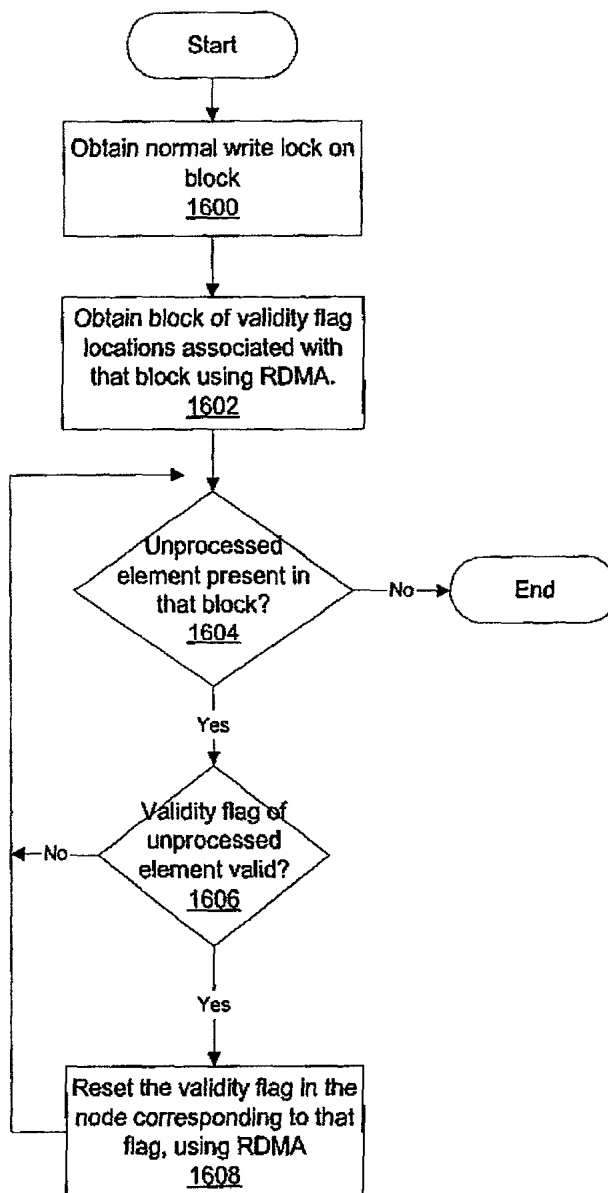 Start
Obtain normal write lock on
block
1600
Obtain block of validity flag
locations associated with
that block using RDMA.
1602
Unprocessed
element present in
that block?
1604
No
End
Yes
Validity flag of
unprocessed
element valid?
1606
No
Yes
Reset the validity flag in the
node corresponding to that
flag, using RDMA
1608